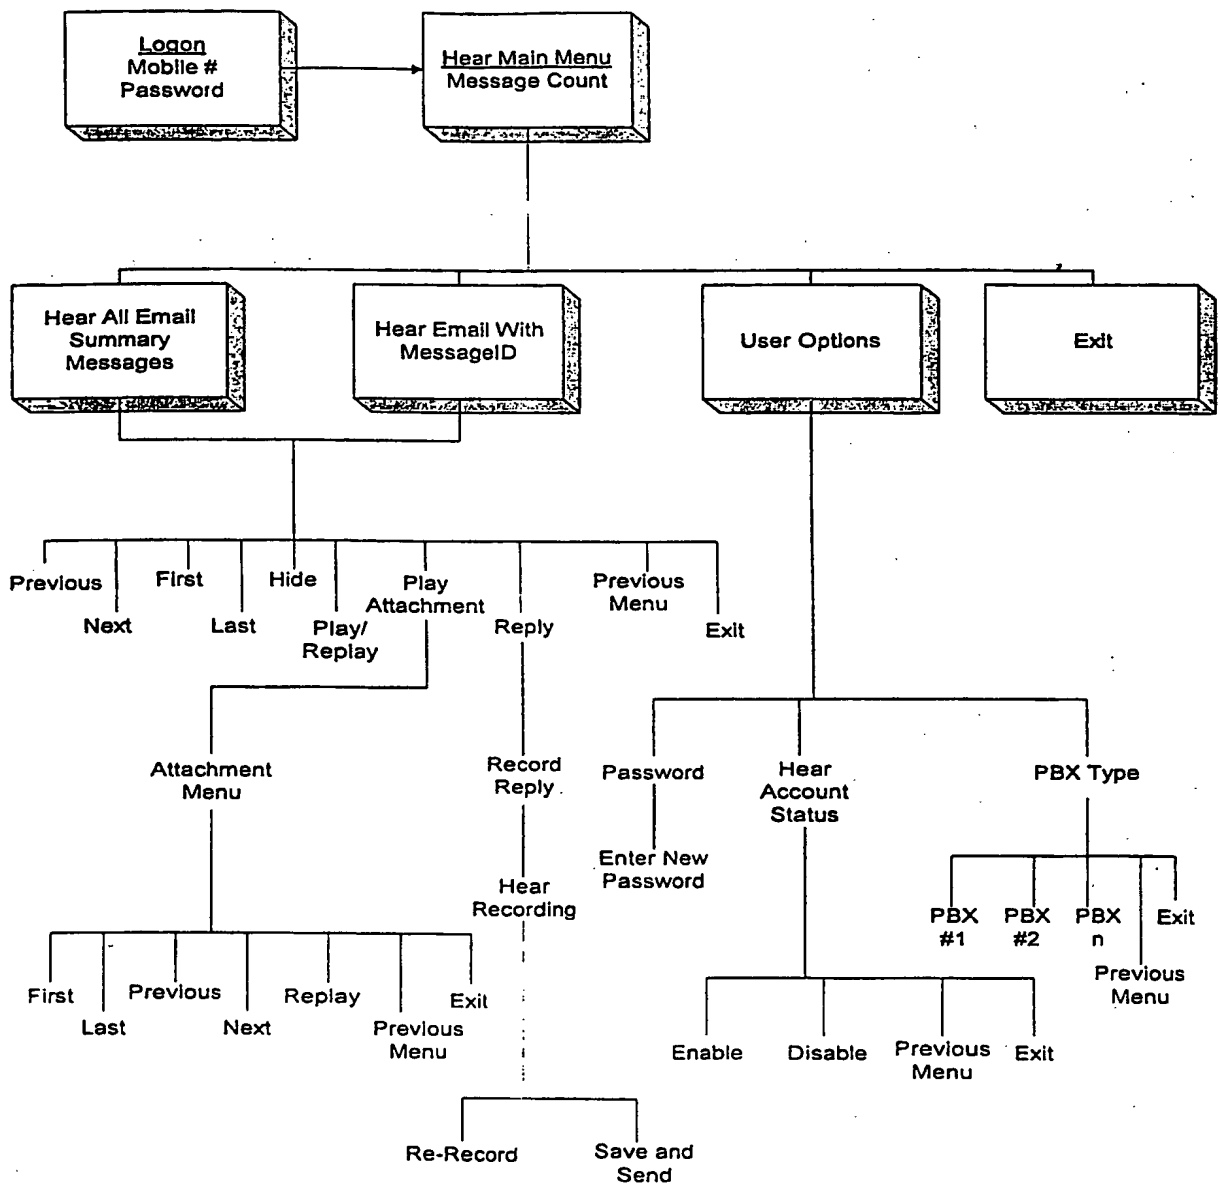 Logon
Mobile #
Password
Hear Main Menu
Message Count
Hear All Email
Summary
Messages
Hear Email With
MessageID
User Options
Exit
Previous
Next
First
Last
Hide
Play/
Replay
Play
Attachment
Reply
Previous
Menu
Exit
Attachment
Menu
Record
Reply
Password
Hear
Account
Status
PBX Type
Enter New
Password
Hear
Recording
PBX
#1
PBX
#2
PBX
n
Previous
Menu
Exit
First
Last
Previous
Next
Replay
Previous
Menu
Exit
Enable
Disable
Previous
Menu
Exit
Re-Record
Save and
Send